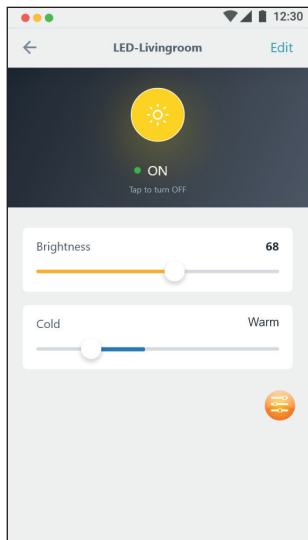 12:30
LED-Livingroom Edit
ON
Tap to turn OFF
Brightness 68
Cold Warm